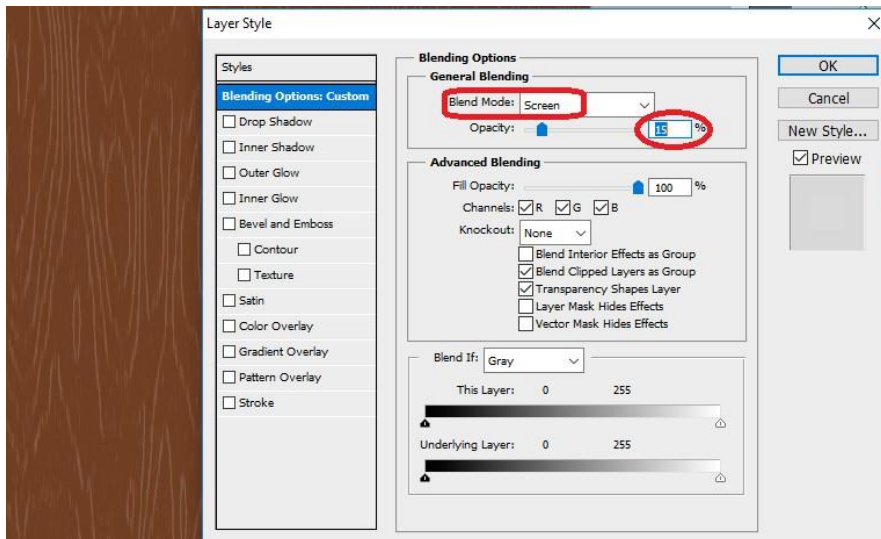 Layer Style
Styles
Blending Options: Custom
Drop Shadow
Inner Shadow
Outer Glow
Inner Glow
Bevel and Emboss
Contour
Texture
Satin
Color Overlay
Gradient Overlay
Pattern Overlay
Stroke
Blending Options
General Blending
Blend Mode: Screen
Opacity: 15 %
Advanced Blending
Fill Opacity: 100 %
Channels: R G B
Knockout: None
Blend Interior Effects as Group
Blend Clipped Layers as Group
Transparency Shapes Layer
Layer Mask Hides Effects
Vector Mask Hides Effects
Blend If: Gray
This Layer: 0 255
Underlying Layer: 0 255
OK
Cancel
New Style...
Preview